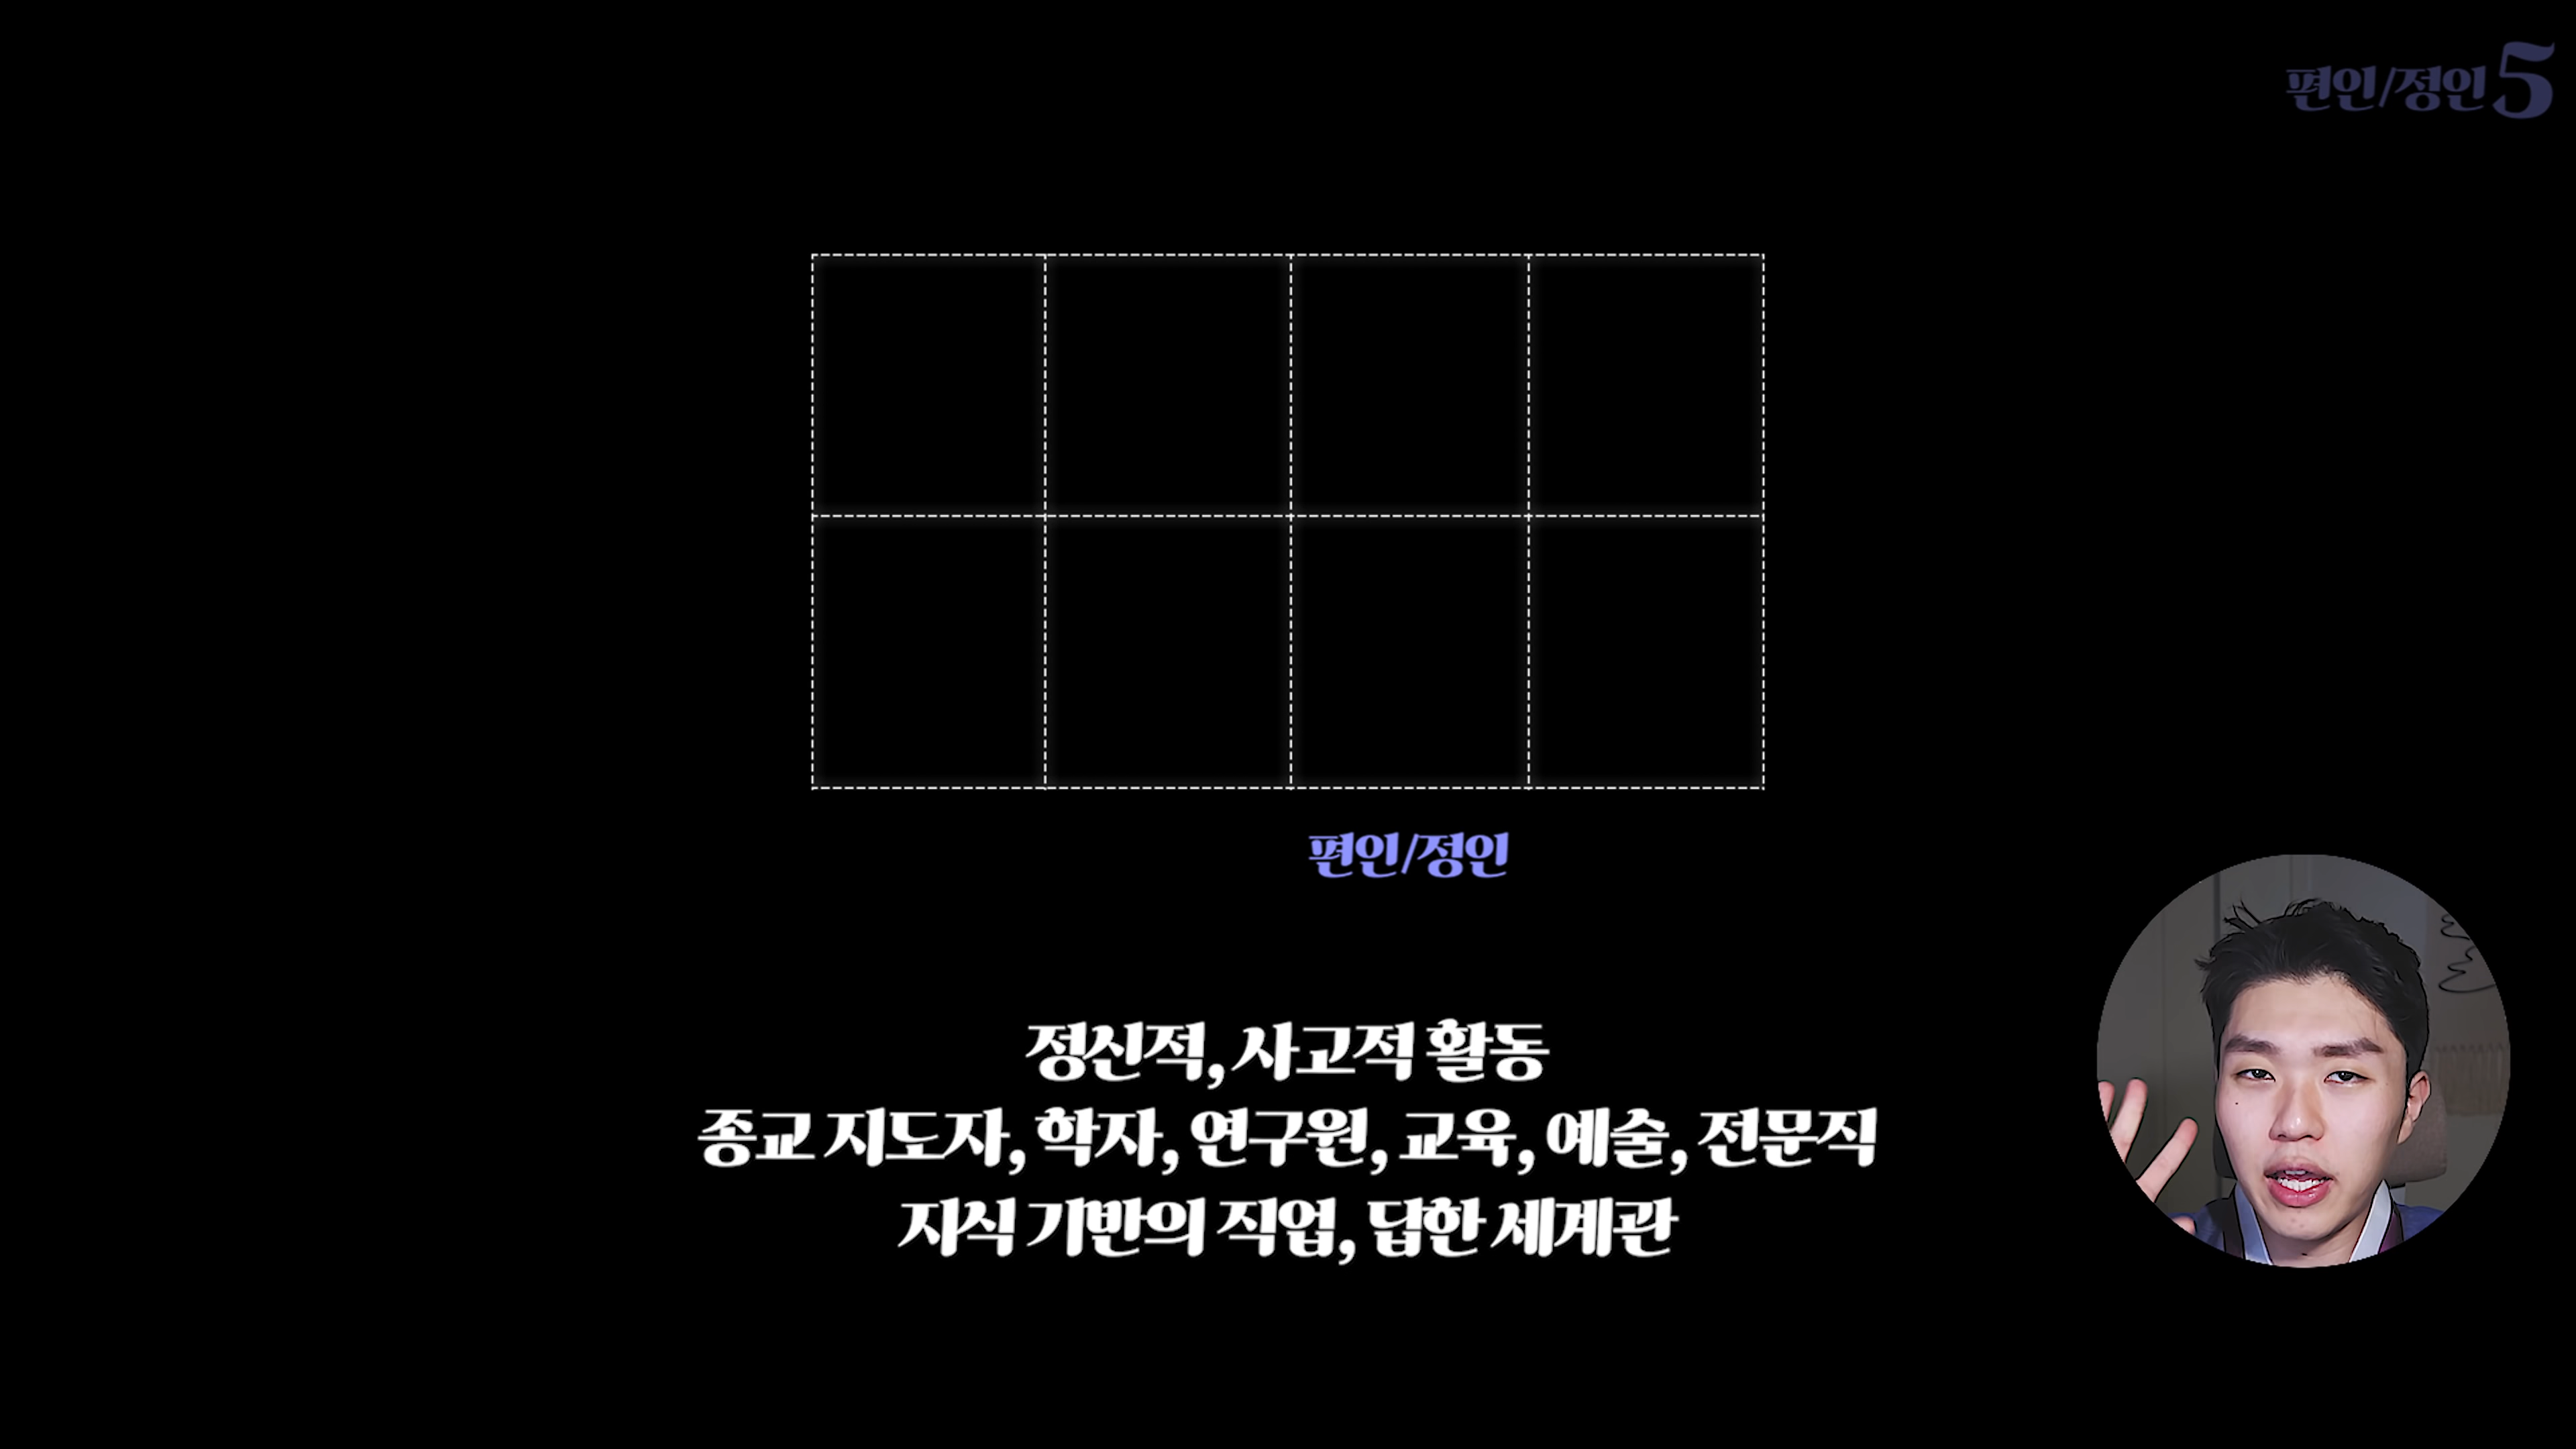 편인/정인 5
편인/정인
정신적, 사고적 활동
종교 지도자, 학자, 연구원, 교육, 예술, 전문직
지식 기반의 직업, 답한 세계관